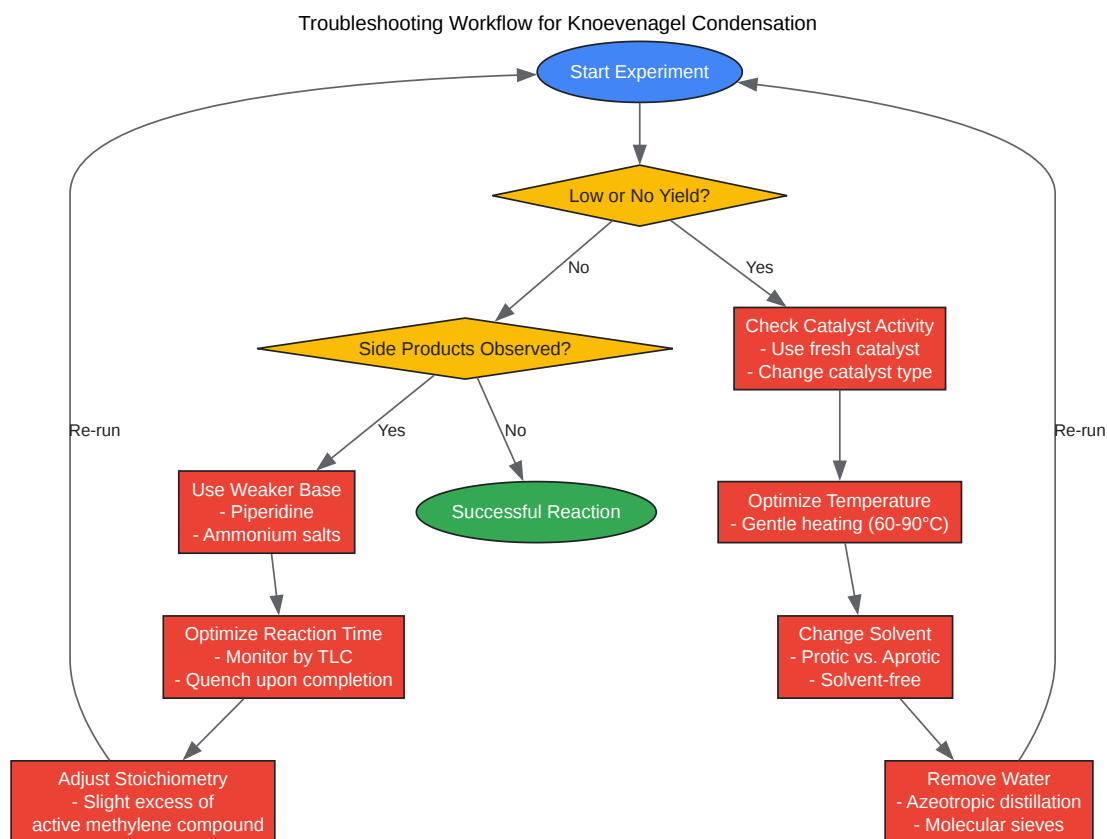 Troubleshooting Workflow for Knoevenagel Condensation
Start Experiment
Low or No Yield?
No
Yes
Side Products Observed?
Check Catalyst Activity
- Use fresh catalyst
- Change catalyst type
Re-run
Yes
No
Re-run
Use Weaker Base
- Piperidine
- Ammonium salts
Successful Reaction
Optimize Temperature
- Gentle heating (60-90°C)
Optimize Reaction Time
- Monitor by TLC
- Quench upon completion
Change Solvent
- Protic vs. Aprotic
- Solvent-free
Adjust Stoichiometry
- Slight excess of
active methylene compound
Remove Water
- Azeotropic distillation
- Molecular sieves